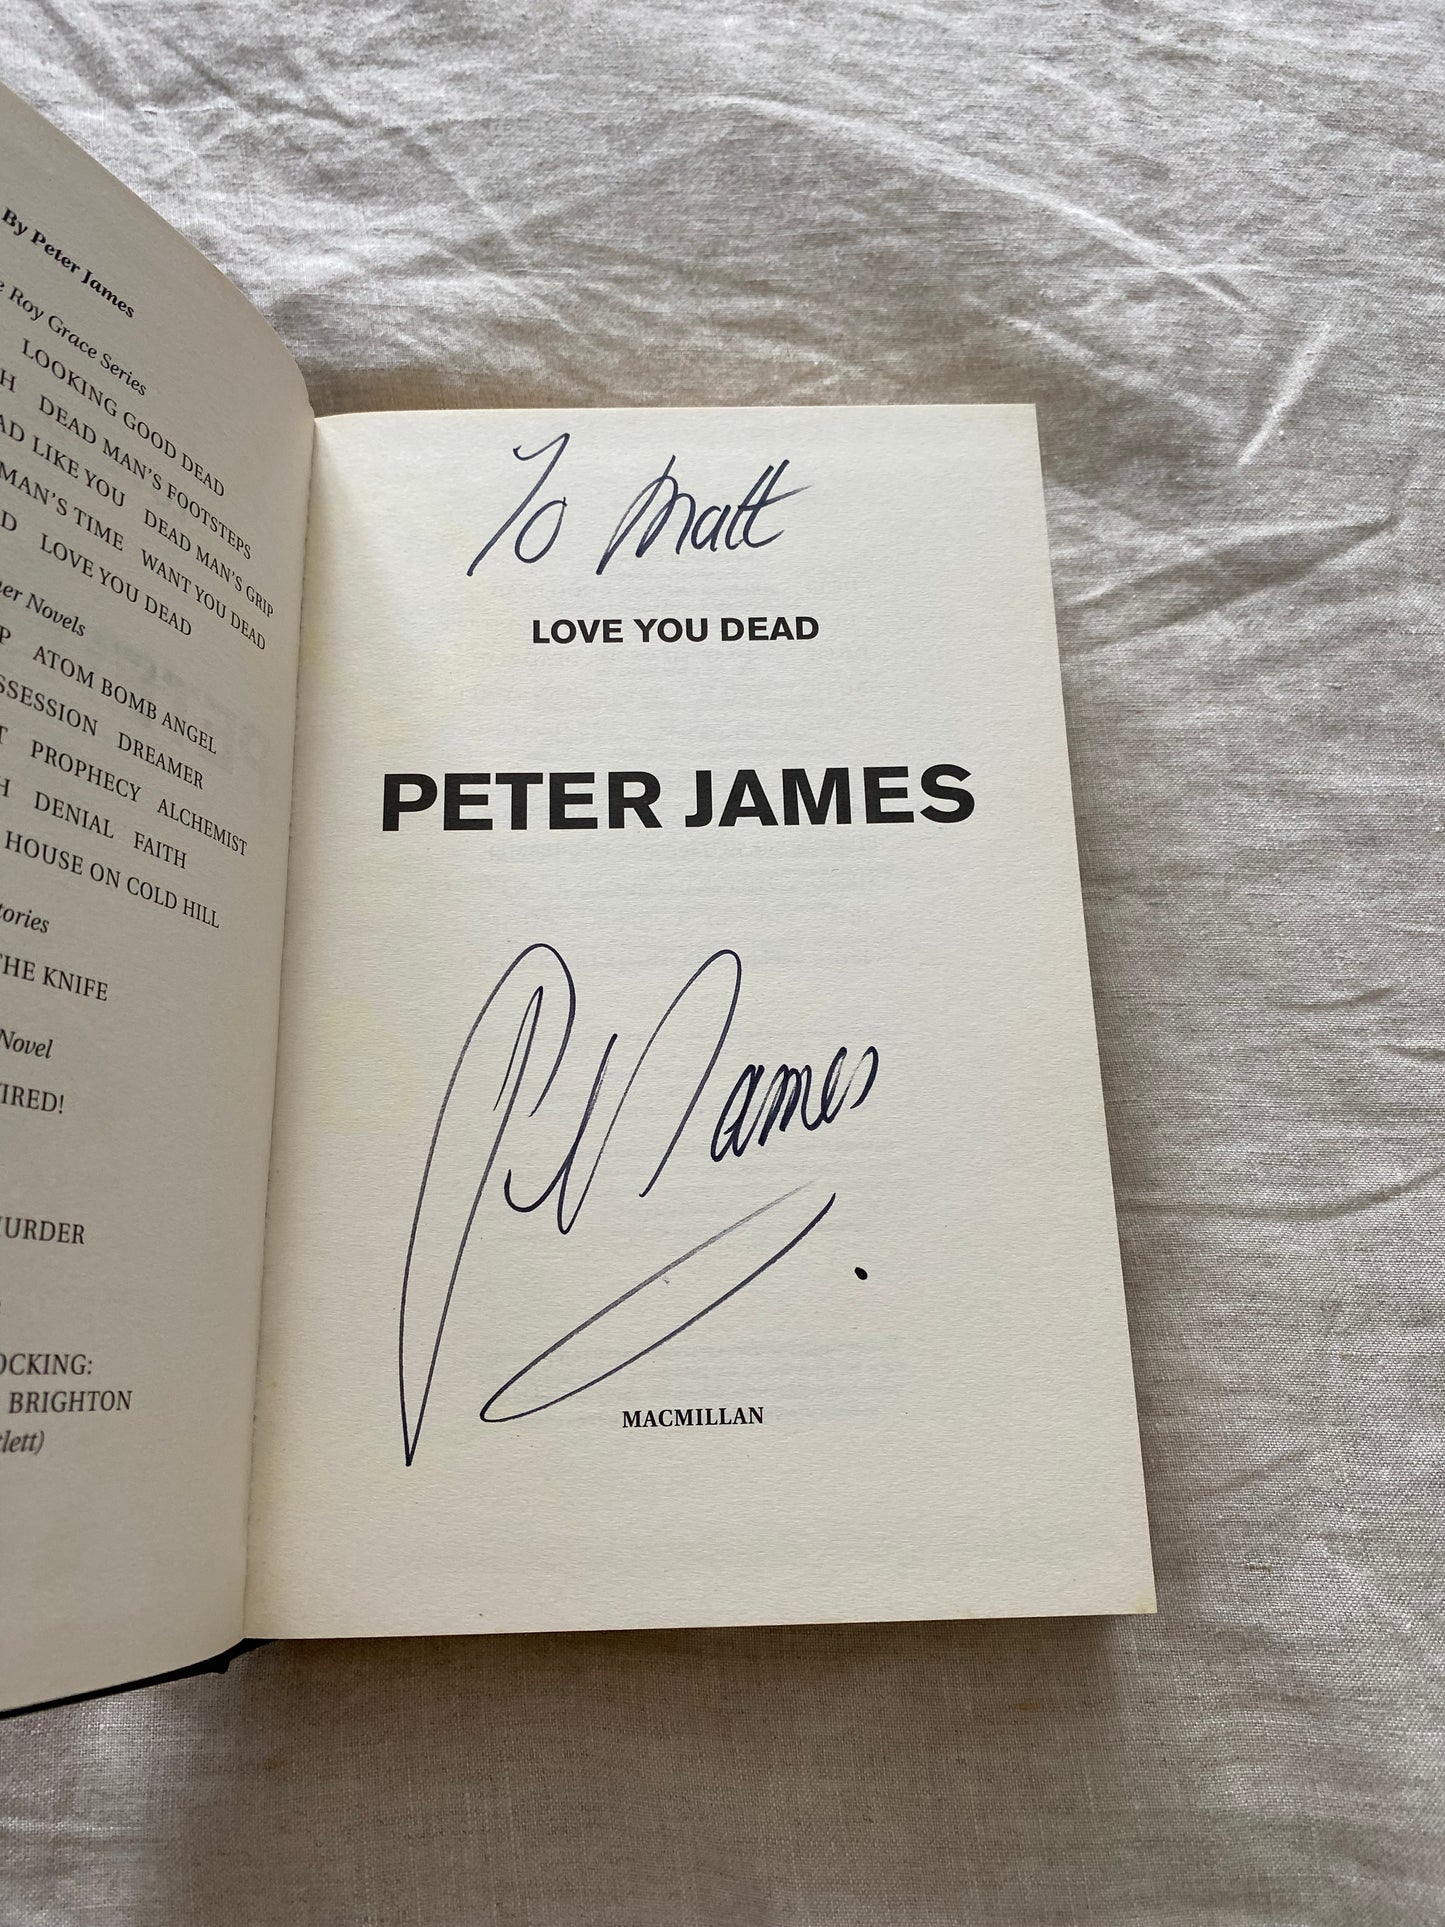 By Peter James
Roy Grace Series
LOOKING GOOD DEAD
DEAD MAN'S FOOTSTEPS
LIKE YOU DEAD MAN'S GRIP
MAN'S TIME WANT YOU DEAD
LOVE YOU DEAD
Novels
ATOM BOMB ANGEL
DREAMER
PROPHECY ALCHEMIST
DENIAL FAITH
HOUSE ON COLD HILL
THE KNIFE
Novel
BRIGHTON
To Matt
LOVE YOU DEAD
PETER JAMES
Peter James
MACMILLAN